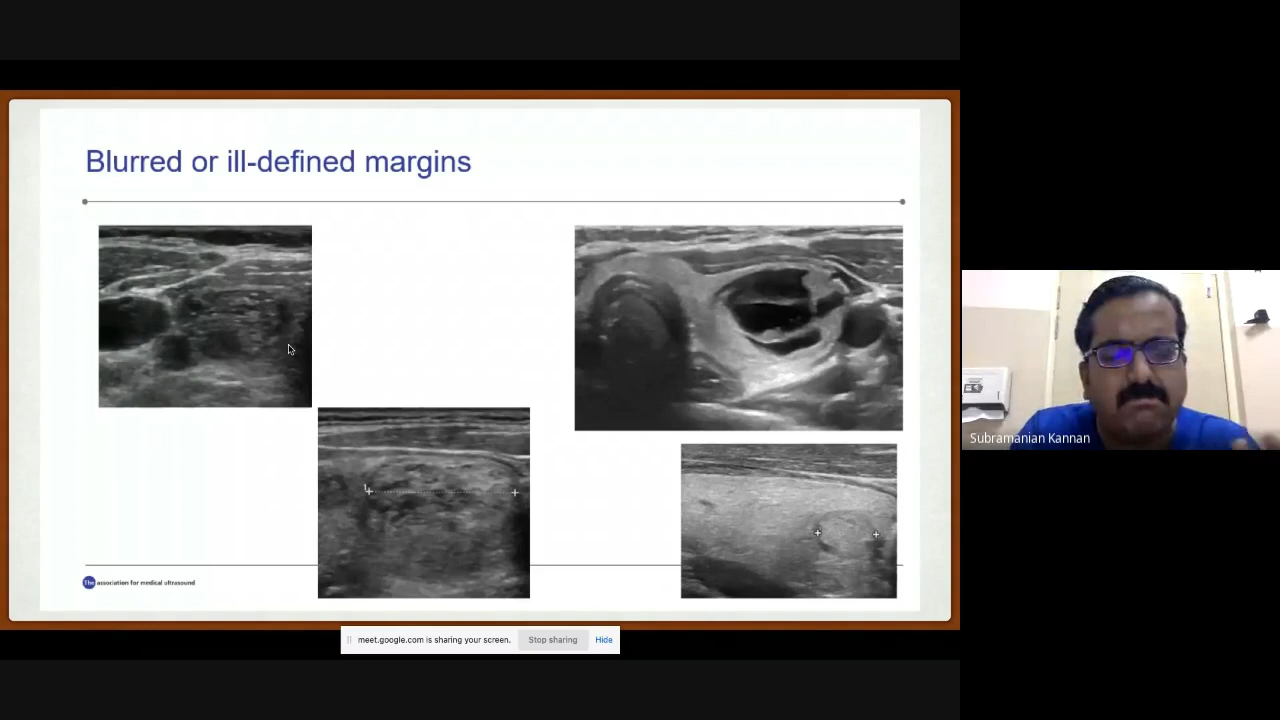 Blurred or ill-defined margins
1
The association for medical ultrasound
meet.google.com is sharing your screen.
Stop sharing
Hide
Subramanian Kannan